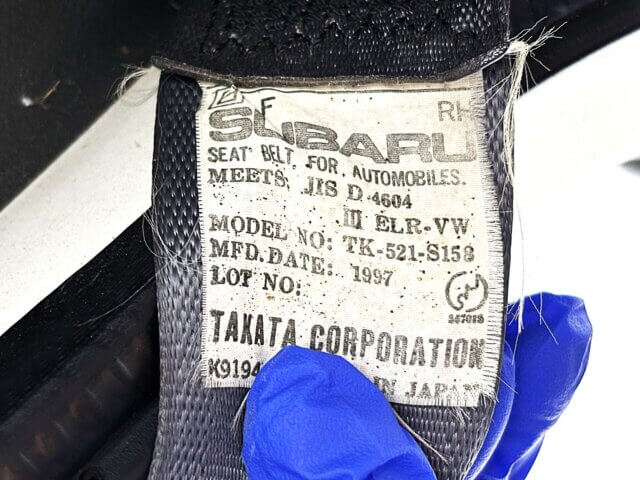 F RH
SUBARU
SEAT BELT FOR AUTOMOBILES.
MEETS: JIS D 4604
III ELR-VW
MODEL NO: TK-521-S158
MFD. DATE: 1997
LOT NO:
TAKATA CORPORATION
K9194 IN JAPAN